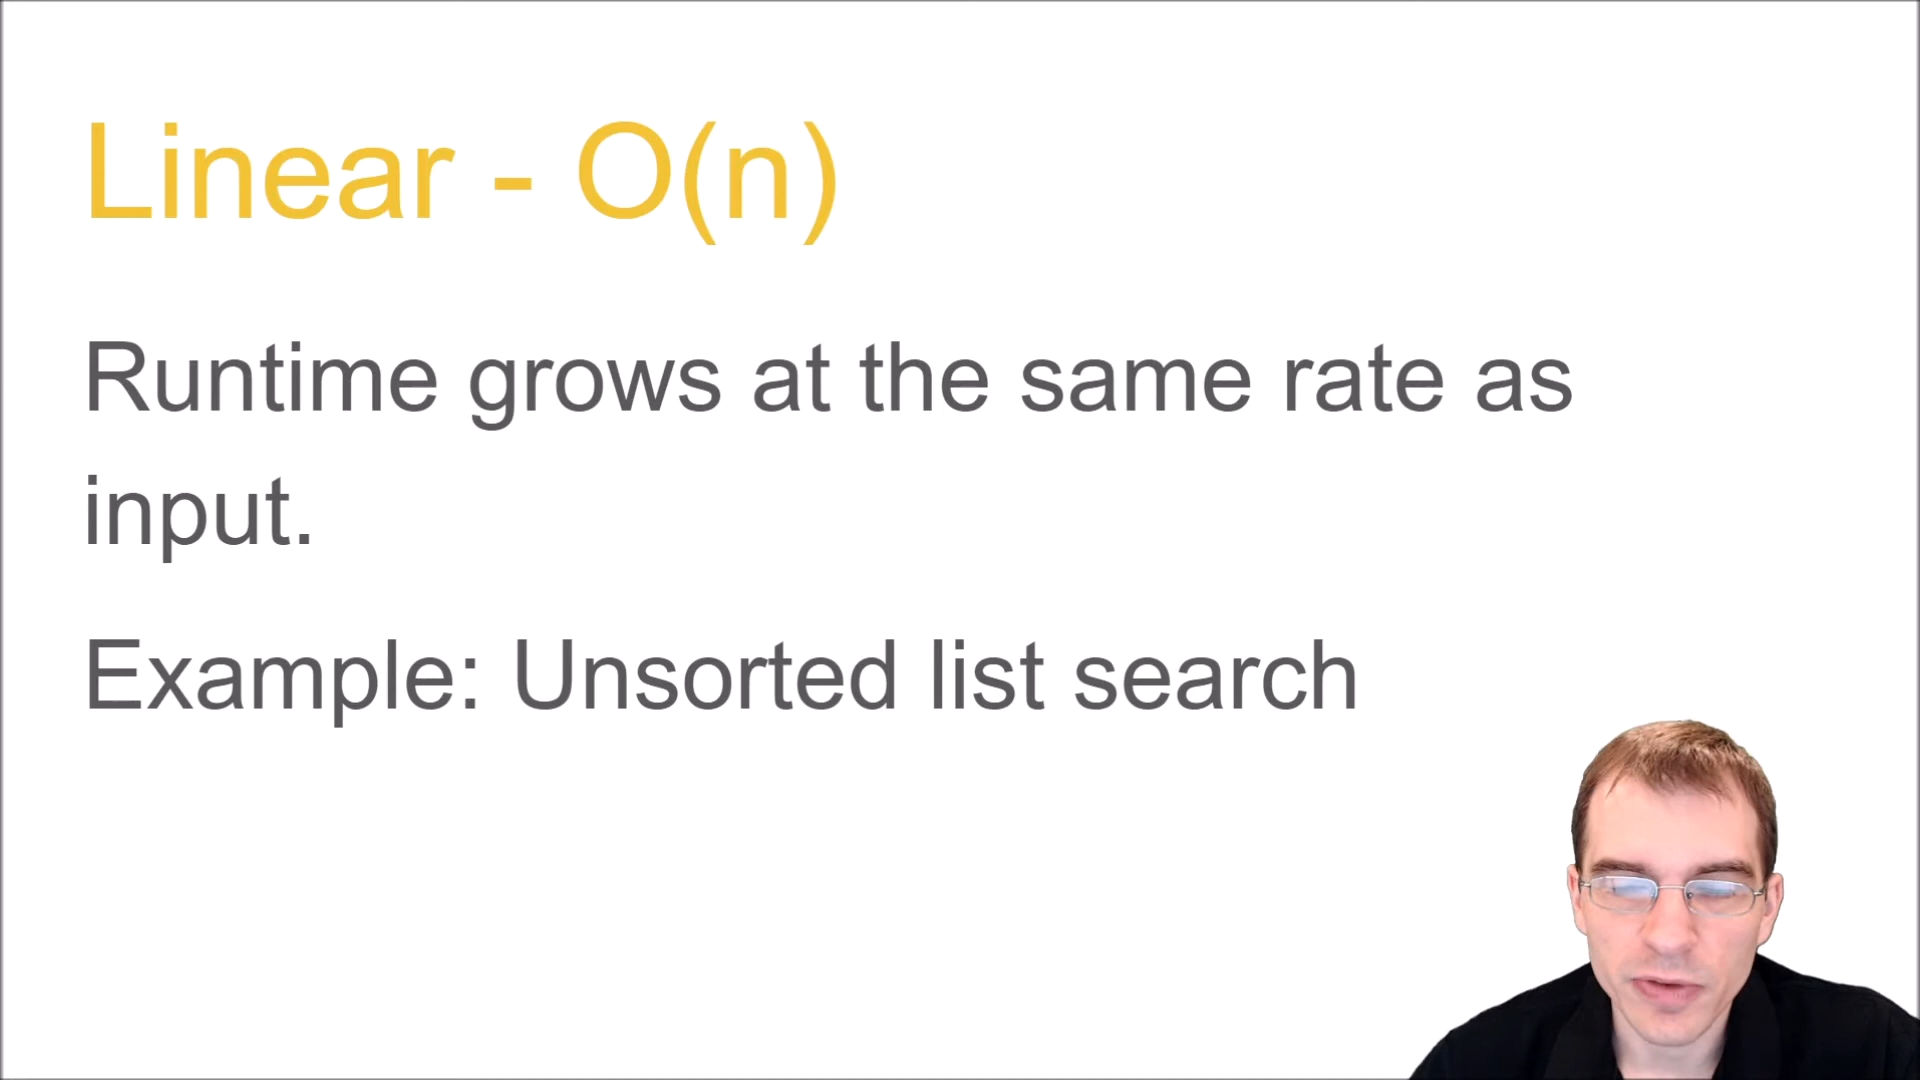 Linear - O(n)
Runtime grows at the same rate as
input.
Example: Unsorted list search